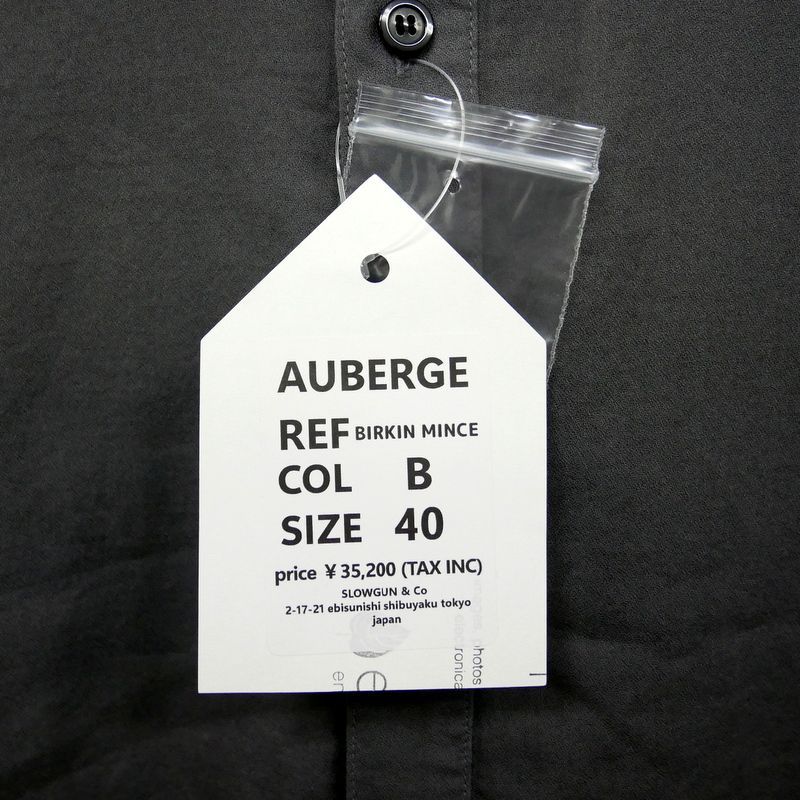 AUBERGE
REF BIRKIN MINCE
COL B
SIZE 40
price ¥35,200 (TAX INC)
SLOWGUN & Co
2-17-21 ebisunishi shibuyaku tokyo
japan